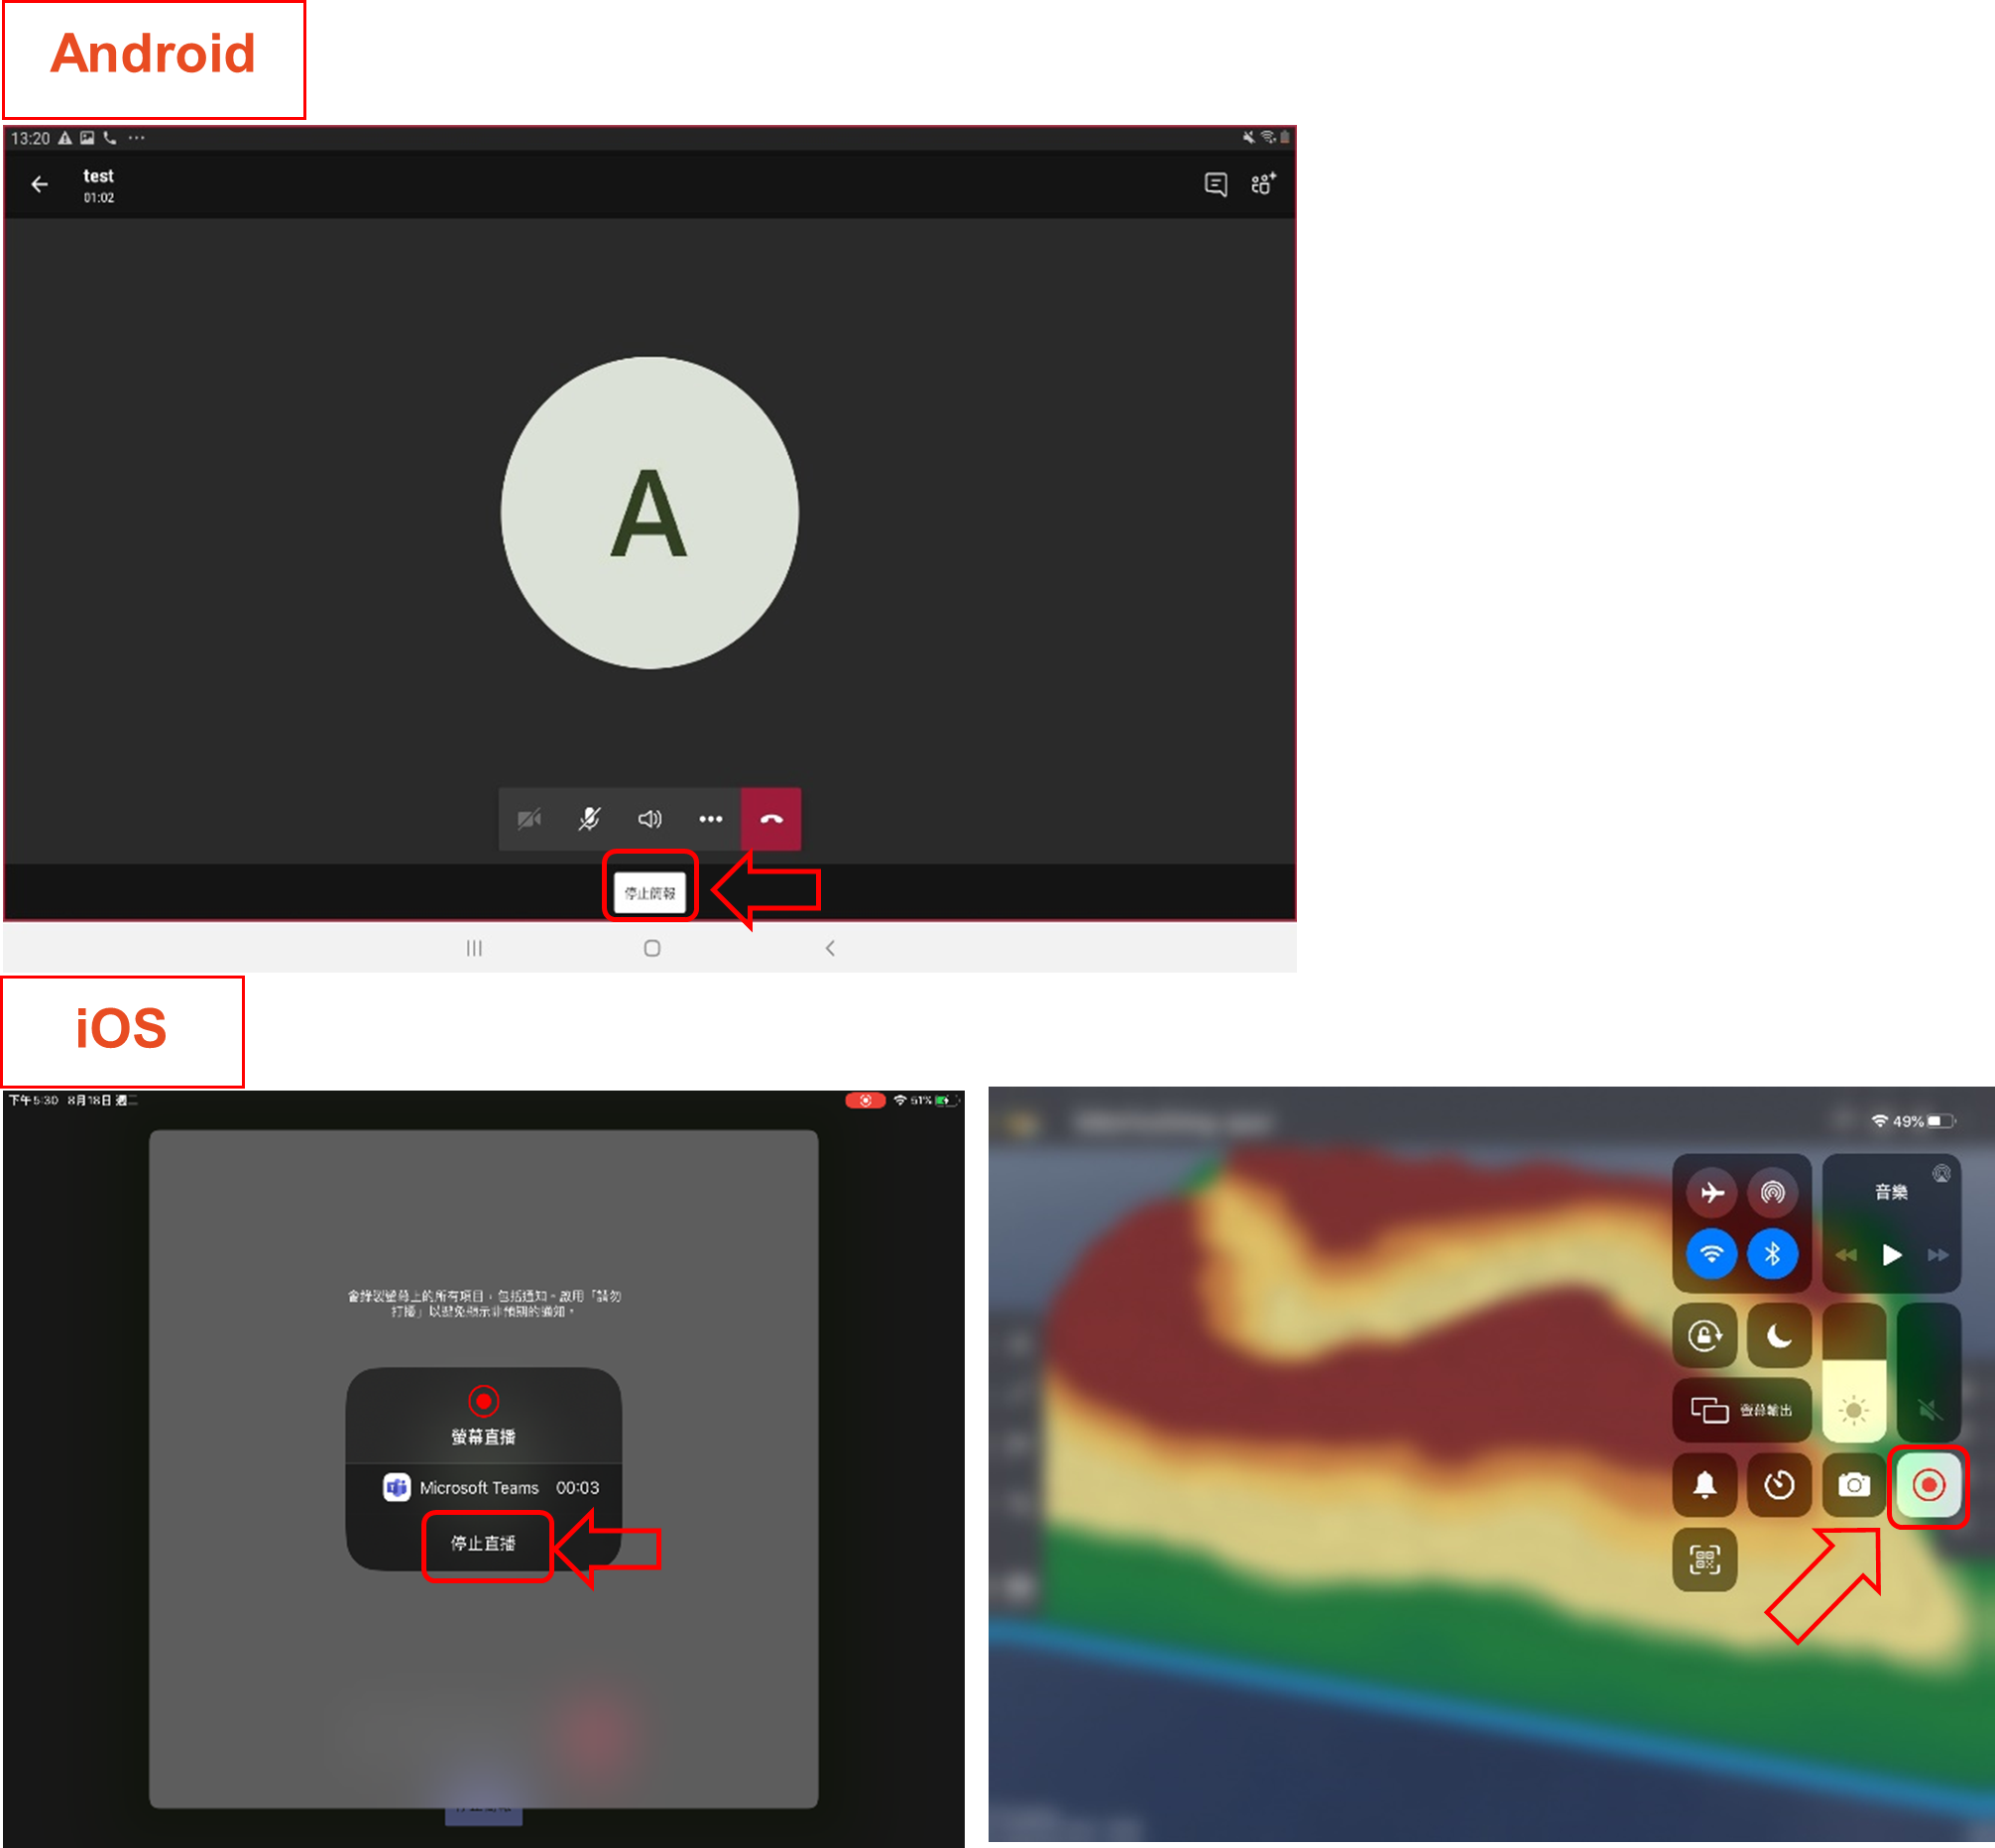 Android
13:20
test
01:02
A
停止簡報
iOS
下午5:30 8月18日 週二
51%
會錄製螢幕上的所有項目，包括通知。啟用「請勿
打擾」以避免顯示非預期的通知。
螢幕直播
Microsoft Teams 00:03
停止直播
49%
音樂
螢幕輸出